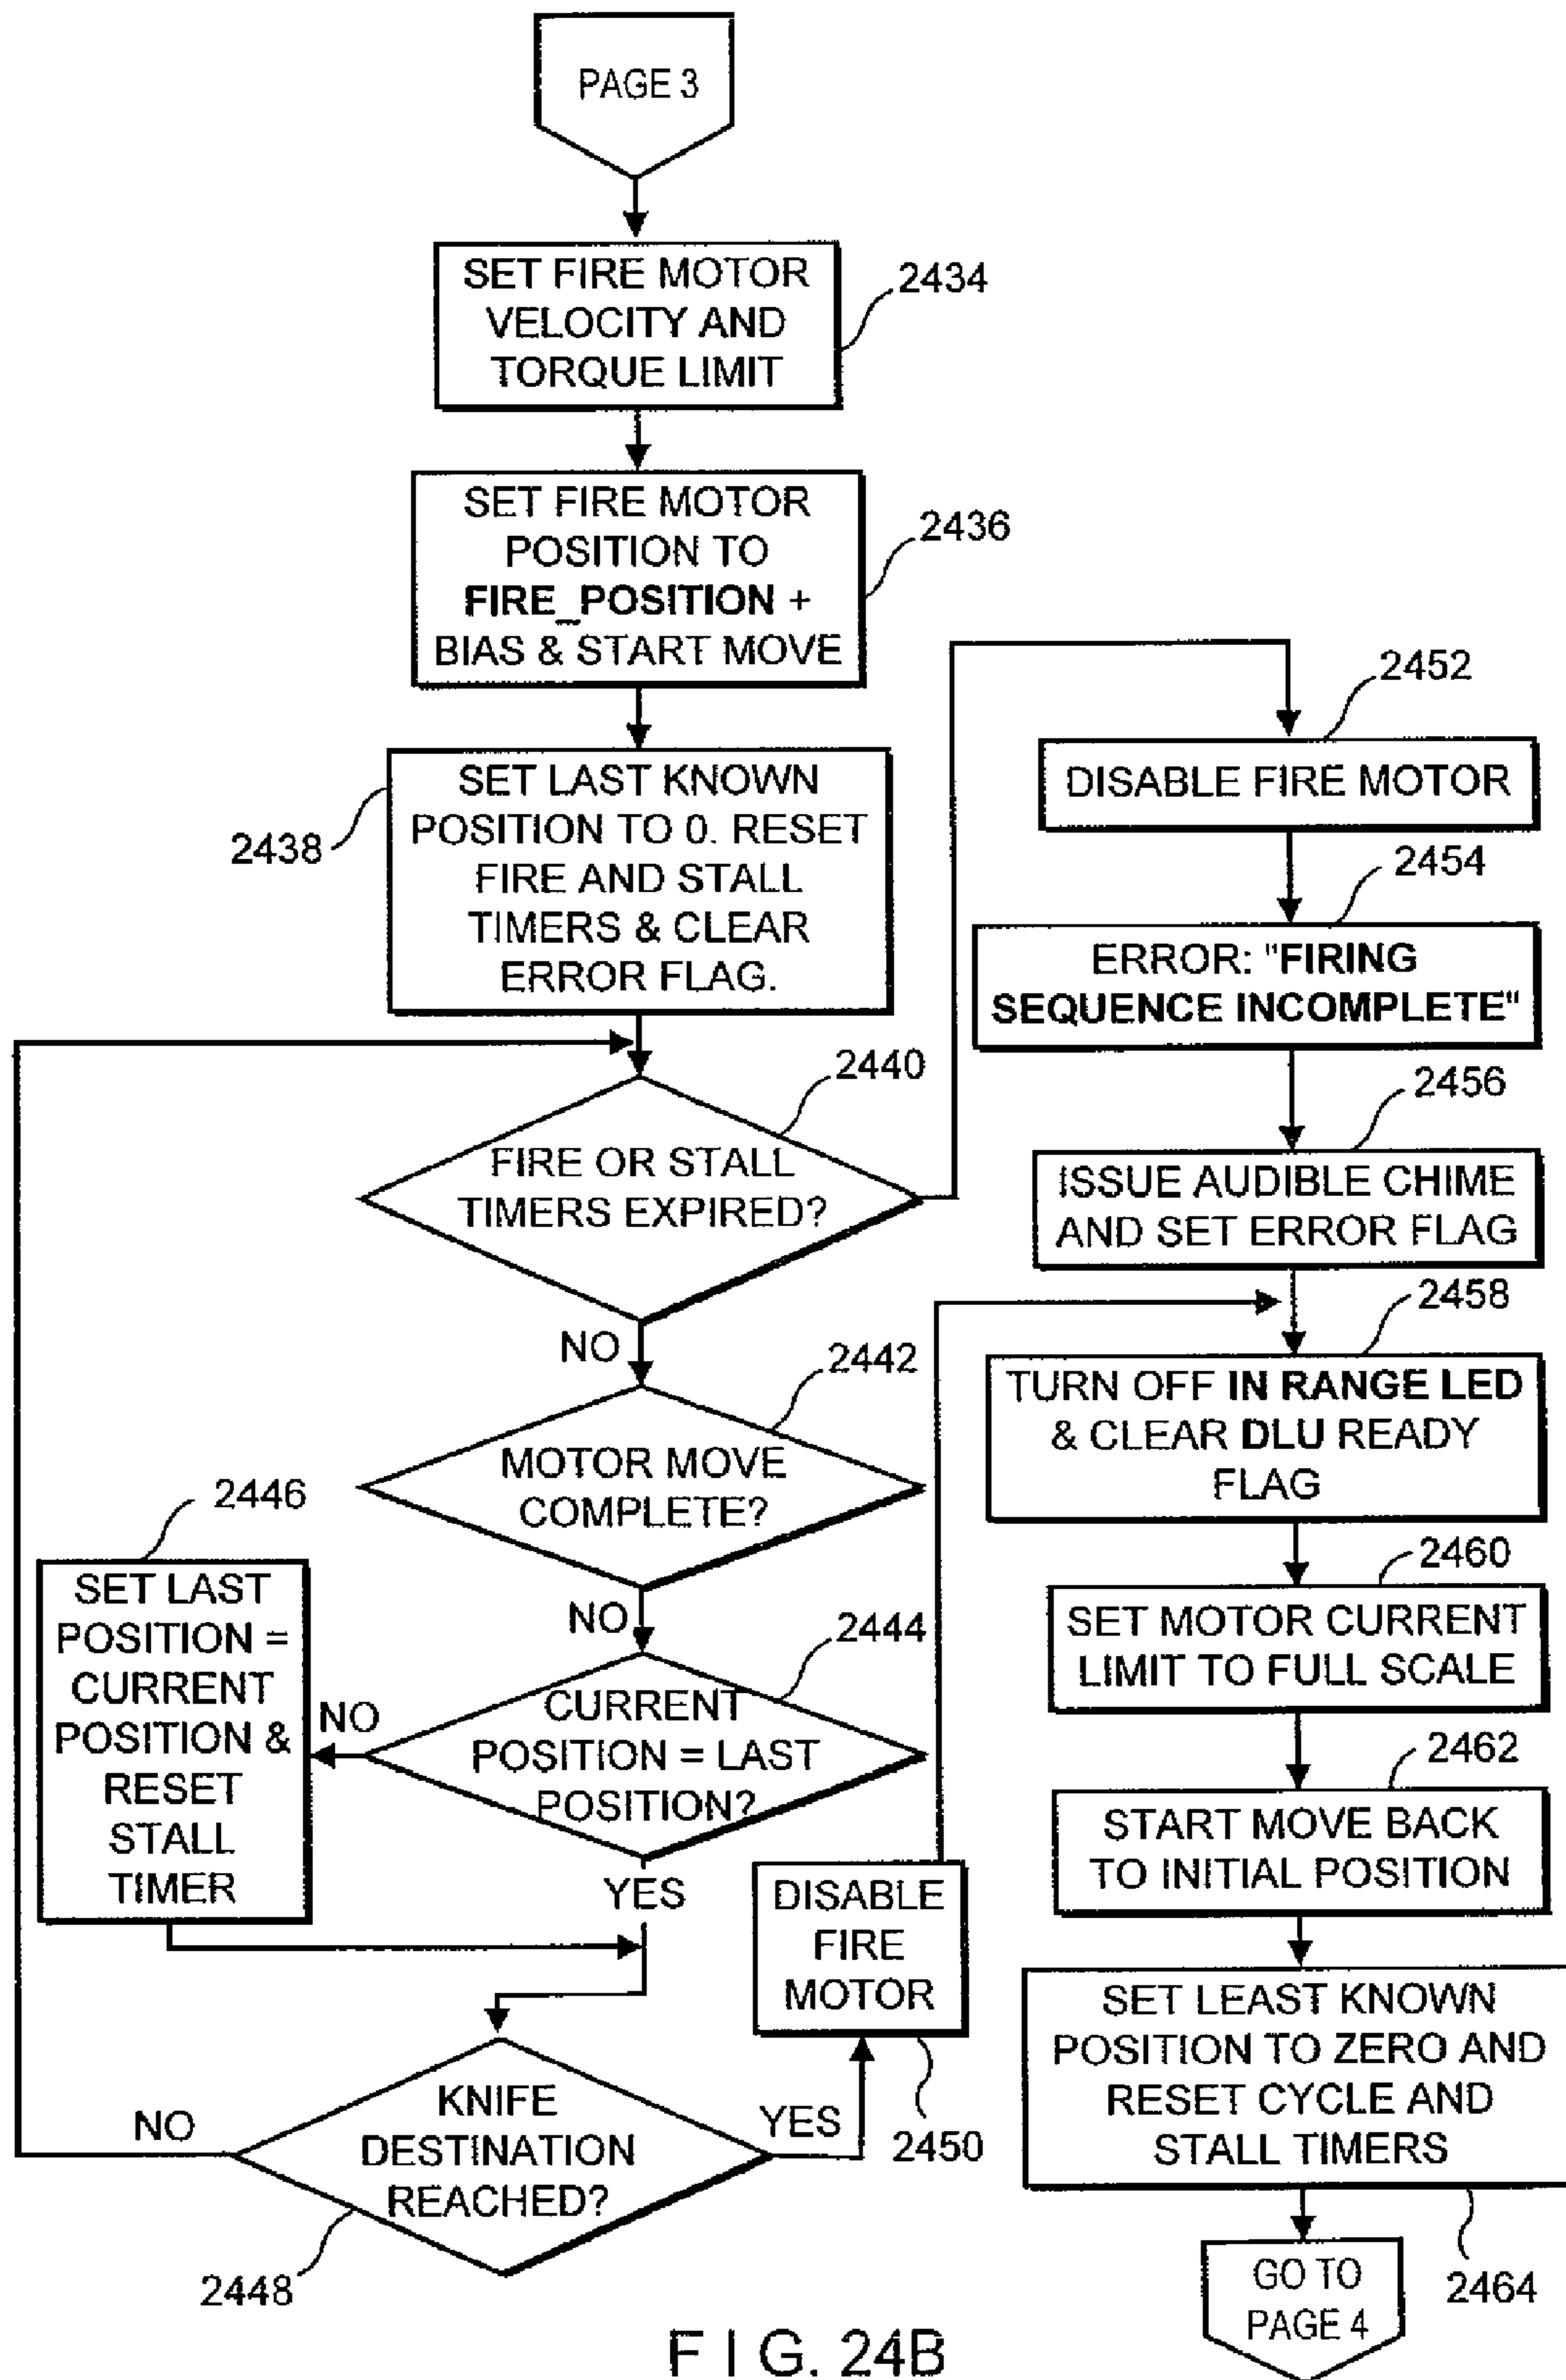 PAGE 3
SET FIRE MOTOR
VELOCITY AND
TORQUE LIMIT
2434
SET FIRE MOTOR
POSITION TO
FIRE_POSITION +
BIAS & START MOVE
2436
SET LAST KNOWN
POSITION TO 0. RESET
FIRE AND STALL
TIMERS & CLEAR
ERROR FLAG.
2438
FIRE OR STALL
TIMERS EXPIRED?
2440
NO
MOTOR MOVE
COMPLETE?
2442
NO
CURRENT
POSITION = LAST
POSITION?
2444
NO
YES
SET LAST
POSITION =
CURRENT
POSITION &
RESET
STALL
TIMER
2446
KNIFE
DESTINATION
REACHED?
2448
NO
YES
DISABLE
FIRE
MOTOR
2450
DISABLE FIRE MOTOR
2452
ERROR: "FIRING
SEQUENCE INCOMPLETE"
2454
ISSUE AUDIBLE CHIME
AND SET ERROR FLAG
2456
TURN OFF IN RANGE LED
& CLEAR DLU READY
FLAG
2458
SET MOTOR CURRENT
LIMIT TO FULL SCALE
2460
START MOVE BACK
TO INITIAL POSITION
2462
SET LEAST KNOWN
POSITION TO ZERO AND
RESET CYCLE AND
STALL TIMERS
2464
GO TO
PAGE 4
F I G. 24B